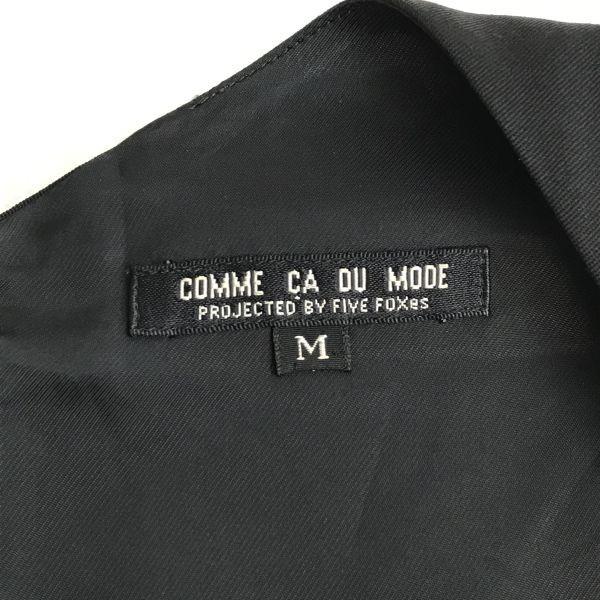 COMME ÇA DU MODE
PROJECTED BY FIVE FOXes
M